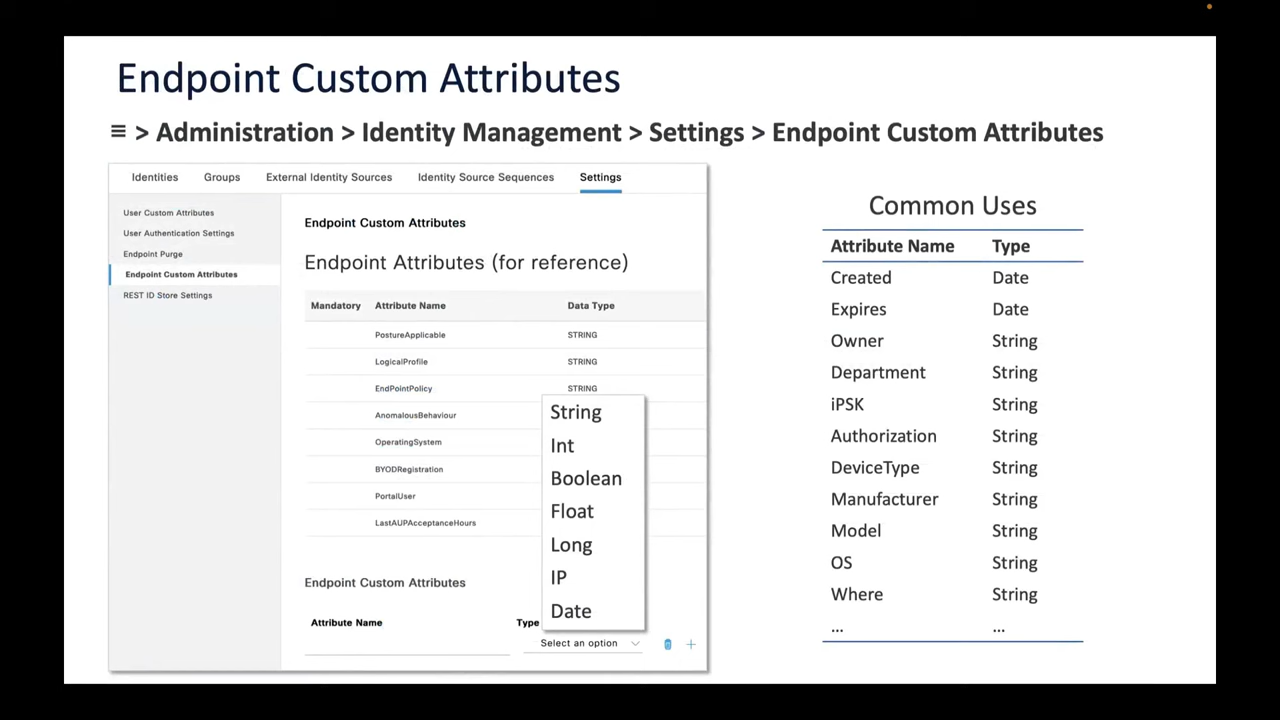 Endpoint Custom Attributes
≡ > Administration > Identity Management > Settings > Endpoint Custom Attributes
Identities Groups External Identity Sources Identity Source Sequences Settings
User Custom Attributes
User Authentication Settings
Endpoint Purge
Endpoint Custom Attributes
REST ID Store Settings
Endpoint Custom Attributes
Endpoint Attributes (for reference)
Mandatory Attribute Name Data Type
PostureApplicable STRING
LogicalProfile STRING
EndPointPolicy STRING
AnomalousBehaviour
OperatingSystem
BYODRegistration
PortalUser
LastAUPAcceptanceHours
String
Int
Boolean
Float
Long
IP
Date
Endpoint Custom Attributes
Attribute Name Type
Select an option
Common Uses
Attribute Name Type
Created Date
Expires Date
Owner String
Department String
iPSK String
Authorization String
DeviceType String
Manufacturer String
Model String
OS String
Where String
... ...